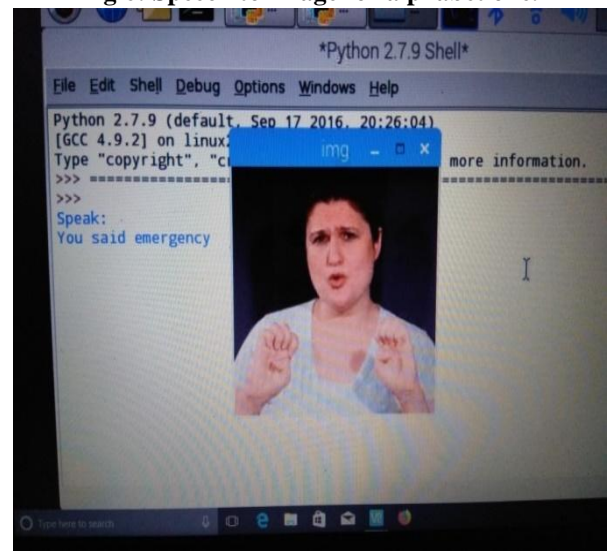 *Python 2.7.9 Shell*
File Edit Shell Debug Options Windows Help
Python 2.7.9 (default, Sep 17 2016, 20:26:04)
[GCC 4.9.2] on linux
img
Type "copyright", "c more information.
>>> ========================
>>>
Speak:
You said emergency
Type here to search